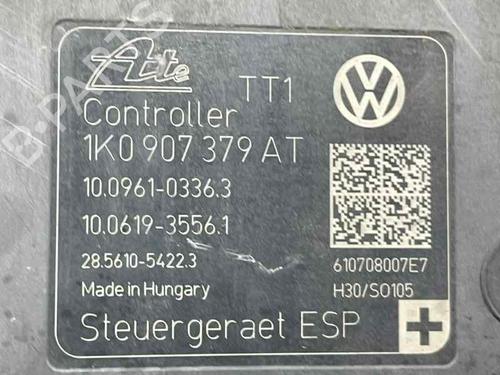 Ate TT1
Controller
1K0 907 379 AT
10.0961-0336.3
10.0619-3556.1
28.5610-5422.3
610708007E7
Made in Hungary
H30/SO105
Steuergeraet ESP
B-PARTS